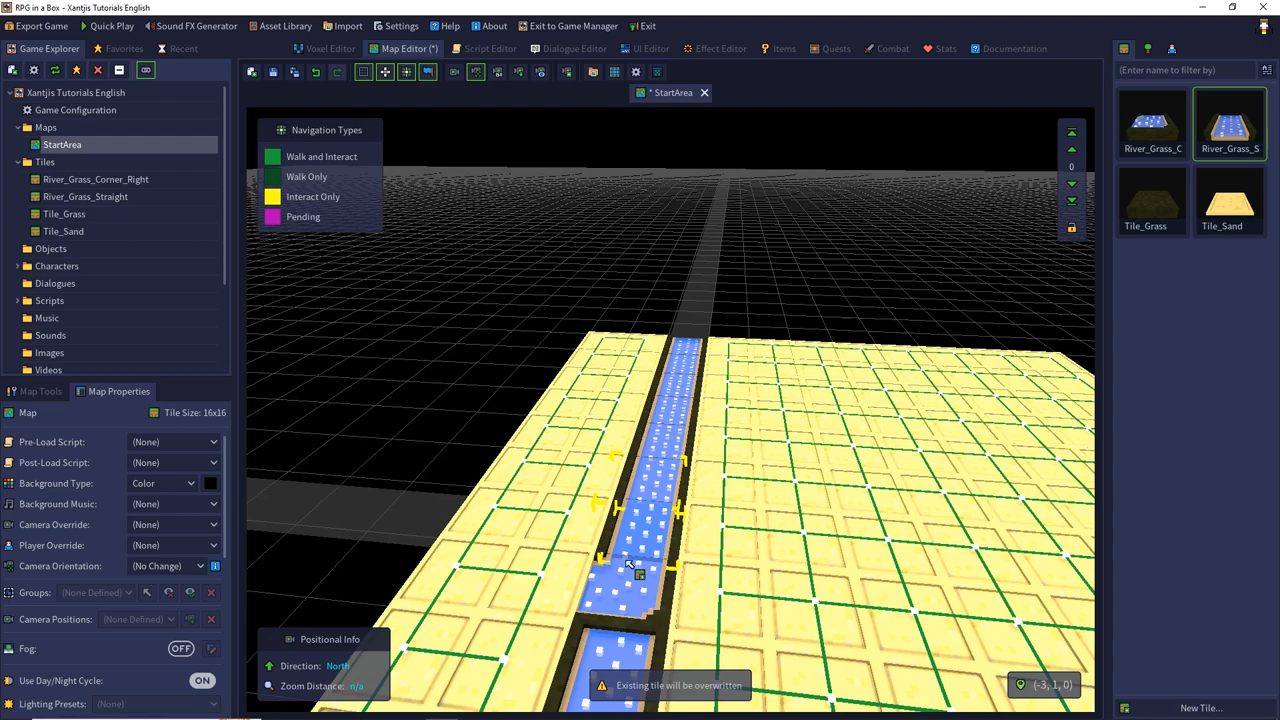 RPG in a Box - Xantjis Tutorials English
Export Game
Quick Play
Sound FX Generator
Asset Library
Import
Settings
Help
About
Exit to Game Manager
Exit
Game Explorer
Favorites
Recent
Voxel Editor
Map Editor (*)
Script Editor
Dialogue Editor
UI Editor
Effect Editor
Items
Quests
Combat
Stats
Documentation
* StartArea
(Enter name to filter by)
Xantjis Tutorials English
Game Configuration
Maps
StartArea
Tiles
River_Grass_Corner_Right
River_Grass_Straight
Tile_Grass
Tile_Sand
Objects
Characters
Dialogues
Scripts
Music
Sounds
Images
Videos
Navigation Types
Walk and Interact
Walk Only
Interact Only
Pending
0
River_Grass_C
River_Grass_S
Tile_Grass
Tile_Sand
Map Tools
Map Properties
Map
Tile Size: 16x16
Pre-Load Script:
(None)
Post-Load Script:
(None)
Background Type:
Color
Background Music:
(None)
Camera Override:
(None)
Player Override:
(None)
Camera Orientation:
(No Change)
Groups:
(None Defined)
Camera Positions:
(None Defined)
Fog:
OFF
Use Day/Night Cycle:
ON
Lighting Presets:
(None)
Positional Info
Direction: North
Zoom Distance: n/a
Existing tile will be overwritten
(-3, 1, 0)
New Tile...